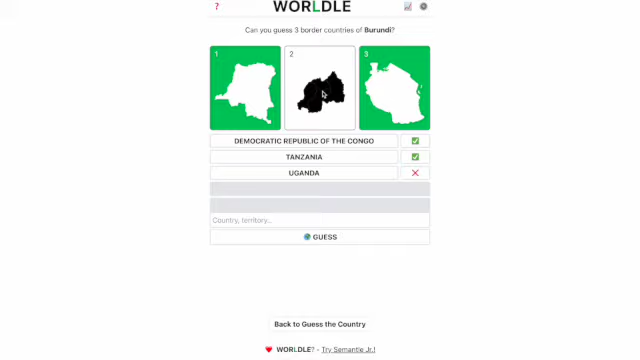 ?
WORLDLE
Can you guess 3 border countries of Burundi?
1
2
3
DEMOCRATIC REPUBLIC OF THE CONGO
TANZANIA
UGANDA
Country, territory...
GUESS
Back to Guess the Country
WORLDLE? - Try Semantle Jr.!